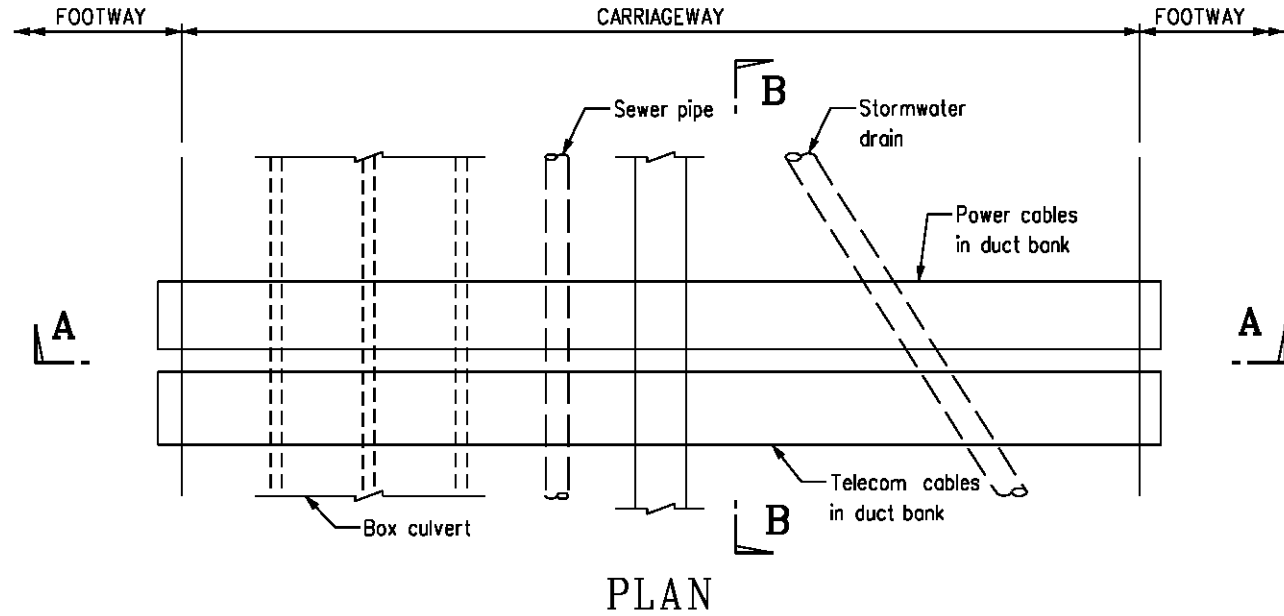 FOOTWAY
CARRIAGEWAY
FOOTWAY
B
Sewer pipe
Stormwater
drain
Power cables
in duct bank
A
A
Telecom cables
in duct bank
B
Box culvert
PLAN